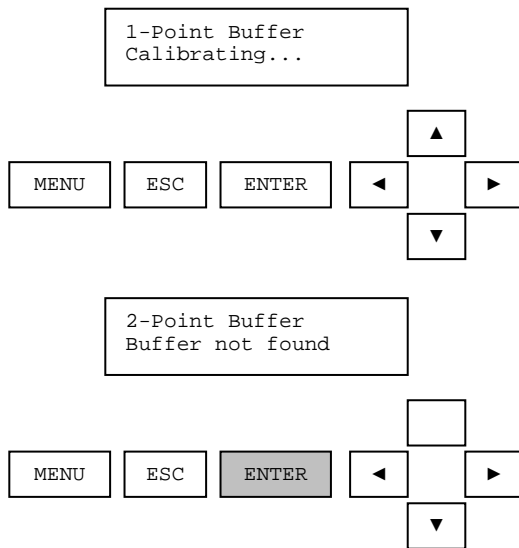 1-Point Buffer
Calibrating...
▲
MENU ESC ENTER ◄ ►
▼
2-Point Buffer
Buffer not found
MENU ESC ENTER ◄ ►
▼